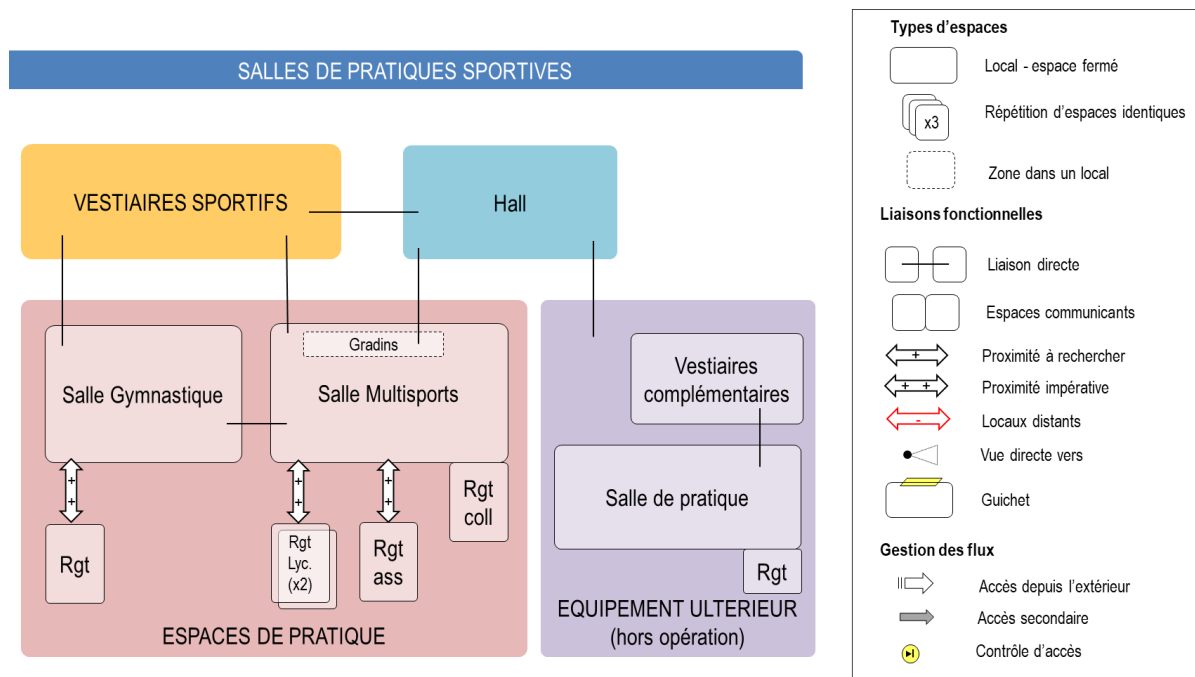 SALLES DE PRATIQUES SPORTIVES
VESTIAIRES SPORTIFS
Hall
Gradins
Salle Gymnastique
Salle Multisports
+
+
+
+
+
+
Rgt
Rgt
Lyc.
(x2)
Rgt
ass
Rgt
coll
ESPACES DE PRATIQUE
Vestiaires
complémentaires
Salle de pratique
Rgt
EQUIPEMENT ULTERIEUR
(hors opération)
Types d'espaces
Local - espace fermé
x3
Répétition d'espaces identiques
Zone dans un local
Liaisons fonctionnelles
Liaison directe
Espaces communicants
+
Proximité à rechercher
+ +
Proximité impérative
-
Locaux distants
Vue directe vers
Guichet
Gestion des flux
Accès depuis l'extérieur
Accès secondaire
Contrôle d'accès